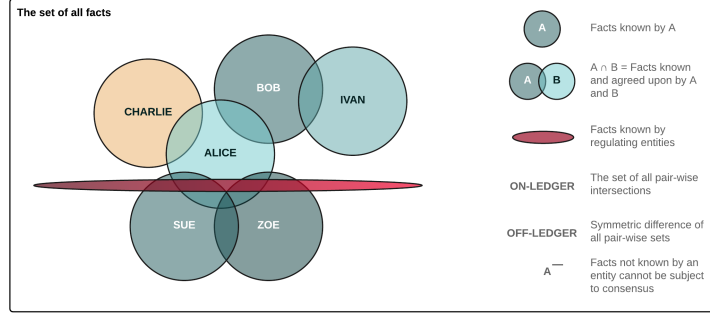 The set of all facts
CHARLIE
BOB
IVAN
ALICE
SUE
ZOE
A
Facts known by A
A
B
A ∩ B = Facts known
and agreed upon by A
and B
Facts known by
regulating entities
ON-LEDGER
The set of all pair-wise
intersections
OFF-LEDGER
Symmetric difference of
all pair-wise sets
A
Facts not known by an
entity cannot be subject
to consensus